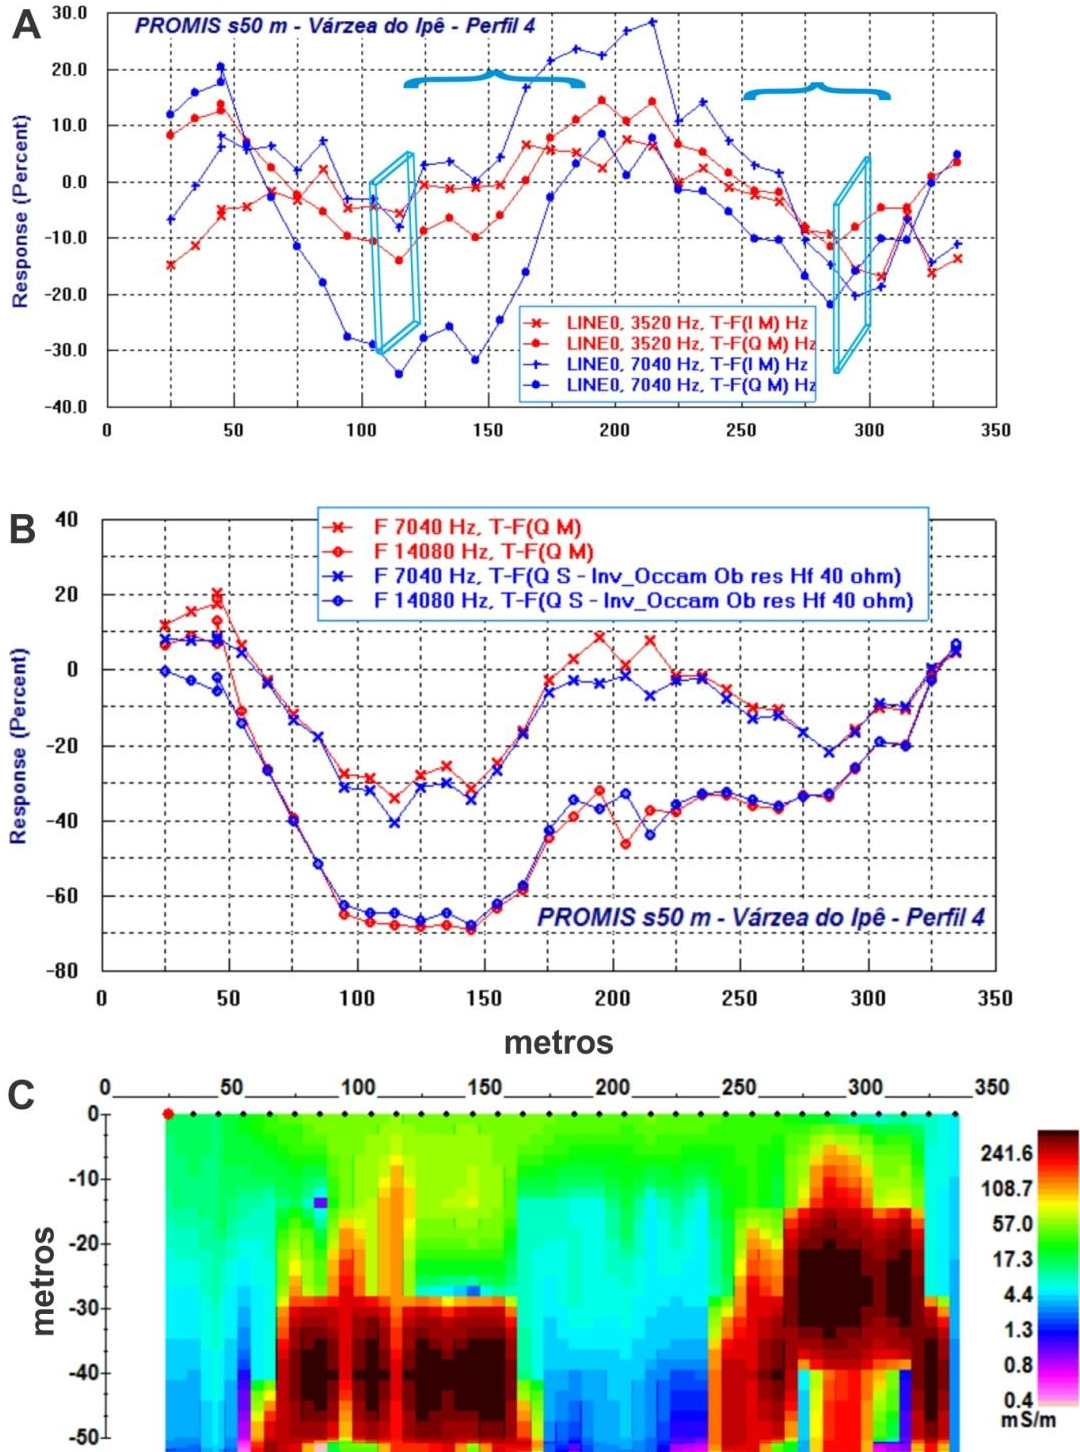 A
PROMIS s50 m - Várzea do Ipê - Perfil 4
Response (Percent)
30.0
20.0
10.0
0.0
-10.0
-20.0
-30.0
-40.0
LINE0, 3520 Hz, T-F(I M) Hz
LINE0, 3520 Hz, T-F(Q M) Hz
LINE0, 7040 Hz, T-F(I M) Hz
LINE0, 7040 Hz, T-F(Q M) Hz
0 50 100 150 200 250 300 350
B
Response (Percent)
40
20
0
-20
-40
-60
-80
F 7040 Hz, T-F(Q M)
F 14080 Hz, T-F(Q M)
F 7040 Hz, T-F(Q S - Inv_Occam Ob res Hf 40 ohm)
F 14080 Hz, T-F(Q S - Inv_Occam Ob res Hf 40 ohm)
PROMIS s50 m - Várzea do Ipê - Perfil 4
0 50 100 150 200 250 300 350
metros
C
0 50 100 150 200 250 300 350
metros
0
-10
-20
-30
-40
-50
241.6
108.7
57.0
17.3
4.4
1.3
0.8
0.4
mS/m